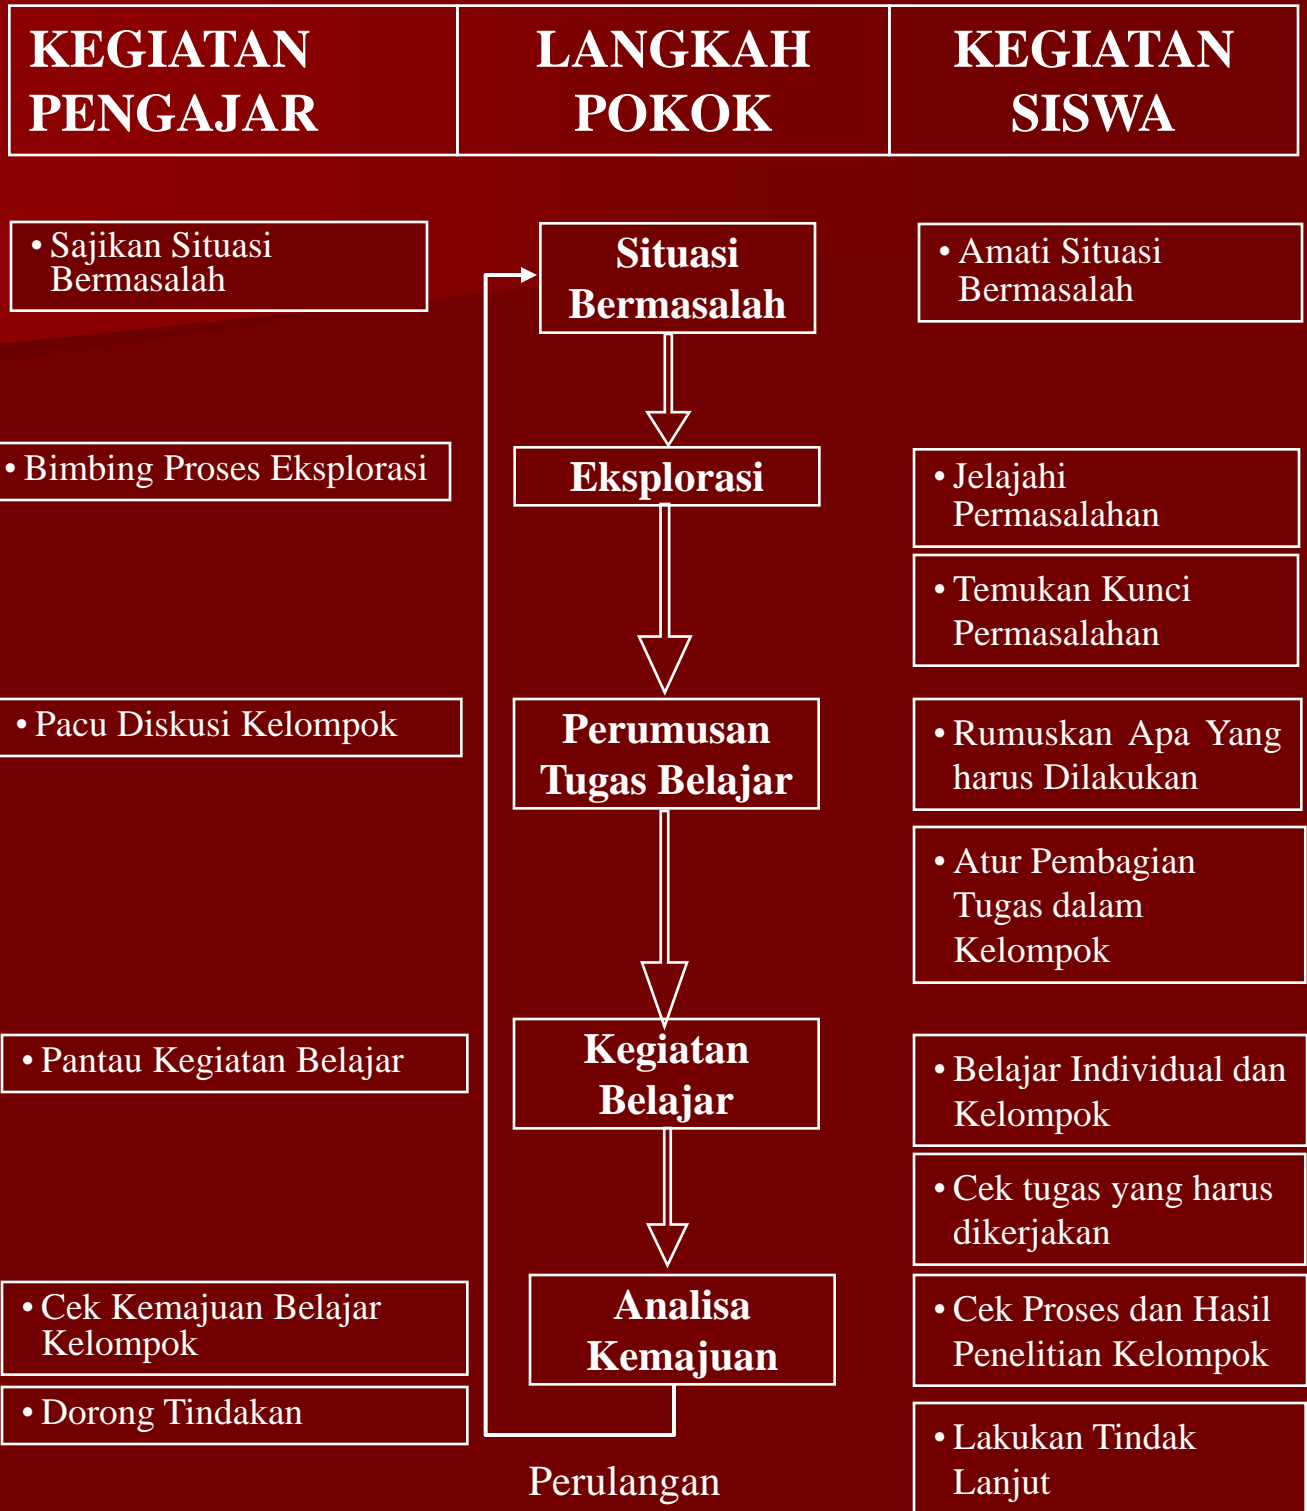 KEGIATAN
PENGAJAR
LANGKAH
POKOK
KEGIATAN
SISWA
• Sajikan Situasi
Bermasalah
Situasi
Bermasalah
• Amati Situasi
Bermasalah
• Bimbing Proses Eksplorasi
Eksplorasi
• Jelajahi
Permasalahan
• Temukan Kunci
Permasalahan
• Pacu Diskusi Kelompok
Perumusan
Tugas Belajar
• Rumuskan Apa Yang
harus Dilakukan
• Atur Pembagian
Tugas dalam
Kelompok
• Pantau Kegiatan Belajar
Kegiatan
Belajar
• Belajar Individual dan
Kelompok
• Cek tugas yang harus
dikerjakan
• Cek Kemajuan Belajar
Kelompok
Analisa
Kemajuan
• Cek Proses dan Hasil
Penelitian Kelompok
• Dorong Tindakan
Perulangan
• Lakukan Tindak
Lanjut